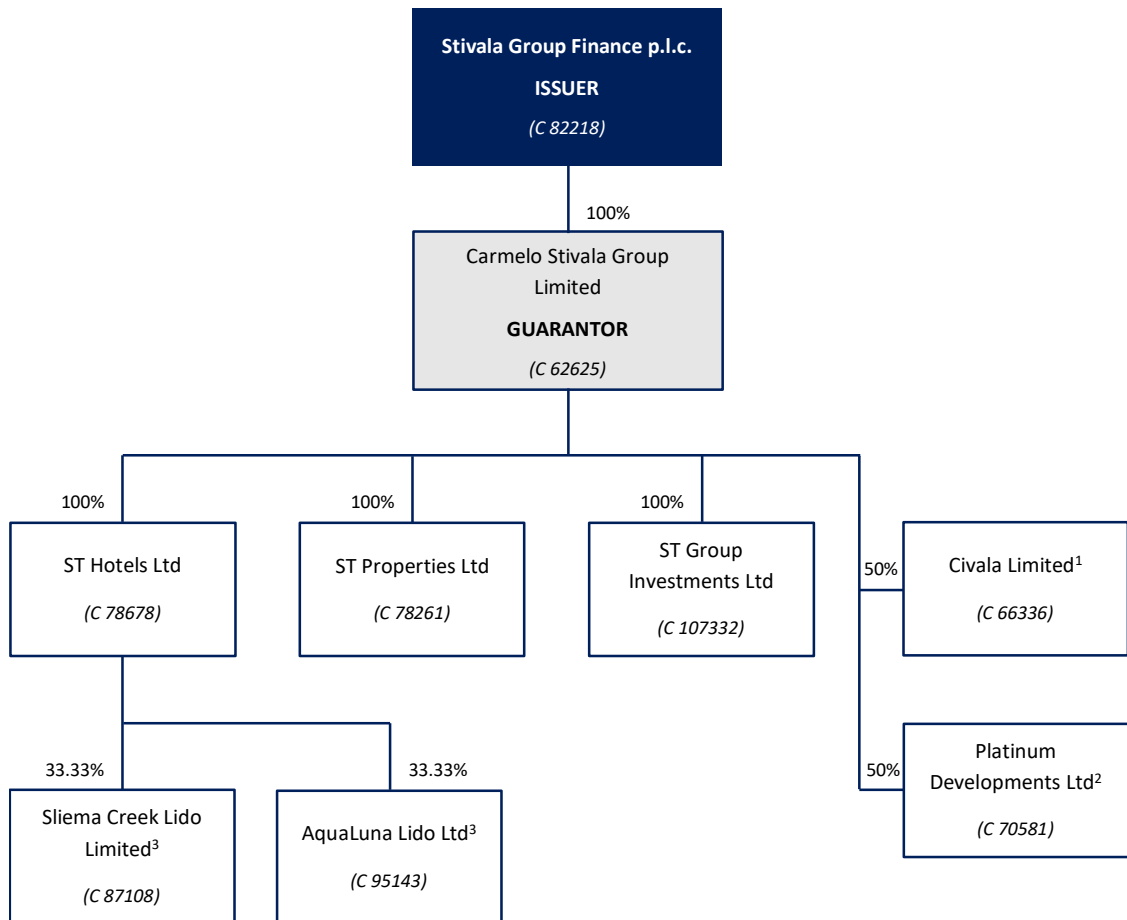 Stivala Group Finance p.l.c.
ISSUER
(C 82218)
100%
Carmelo Stivala Group
Limited
GUARANTOR
(C 62625)
100%
100%
100%
ST Hotels Ltd
(C 78678)
ST Properties Ltd
(C 78261)
ST Group
Investments Ltd
(C 107332)
50%
Civala Limited¹
(C 66336)
33.33%
33.33%
50%
Platinum
Developments Ltd²
(C 70581)
Sliema Creek Lido
Limited³
(C 87108)
AquaLuna Lido Ltd³
(C 95143)